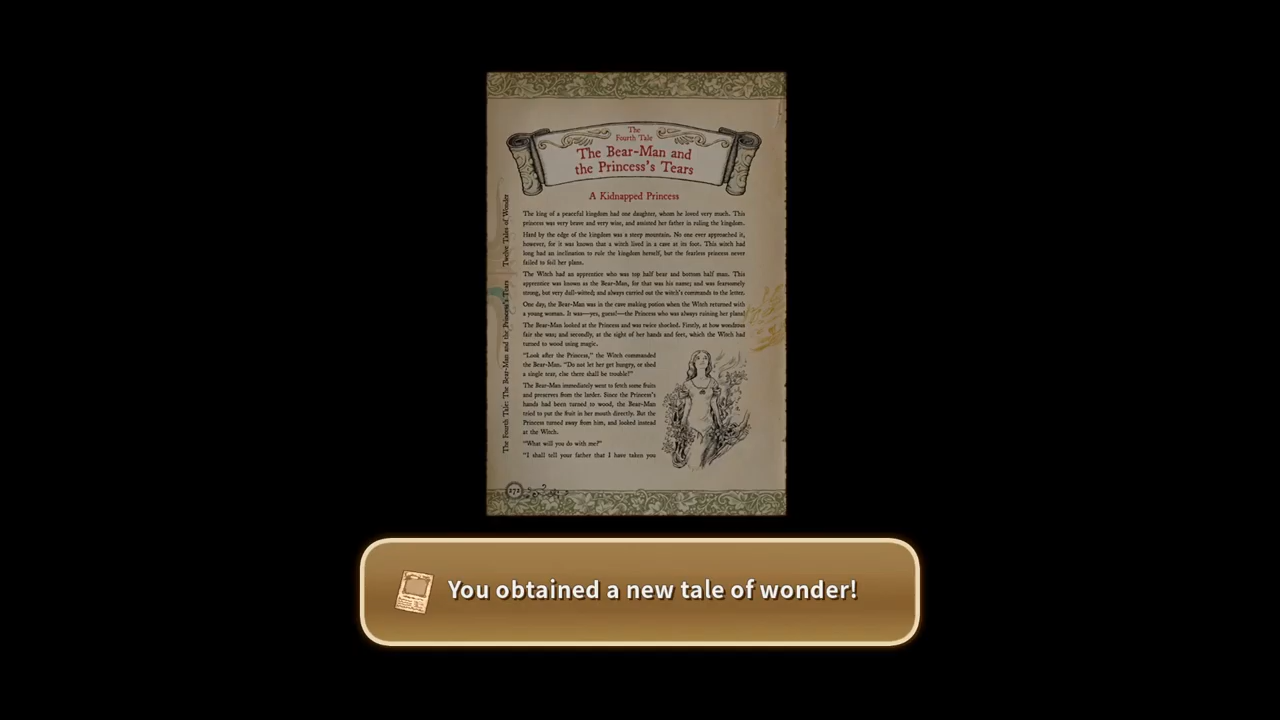 The
Fourth Tale
The Bear-Man and
the Princess's Tears
A Kidnapped Princess
The king of a peaceful kingdom had one daughter, whom he loved very much. This
princess was very brave and very wise, and assisted her father in ruling the kingdom.
Hard by the edge of the kingdom was a steep mountain. No one ever approached it,
however, for it was known that a witch lived in a cave at its foot. This witch had
long had an inclination to rule the kingdom herself, but the fearless princess never
failed to foil her plans.
The Witch had an apprentice who was top half bear and bottom half man. This
apprentice was known as the Bear-Man, for that was his name; and was fearsomely
strong, but very dull-witted; and always carried out the witch's commands to the letter.
One day, the Bear-Man was in the cave making potion when the Witch returned with
a young woman. It was—yes, guess!—the Princess who was always ruining her plans!
The Bear-Man looked at the Princess and was twice shocked. Firstly, at how wondrous
fair she was; and secondly, at the sight of her hands and feet, which the Witch had
turned to wood using magic.
"Look after the Princess," the Witch commanded
the Bear-Man. "Do not let her get hungry, or shed
a single tear, else there shall be trouble!"
The Bear-Man immediately went to fetch some fruits
and preserves from the larder. Since the Princess's
hands had been turned to wood, the Bear-Man
tried to put the fruit in her mouth directly. But the
Princess turned away from him, and looked instead
at the Witch.
"What will you do with me?"
"I shall tell your father that I have taken you
272
The Fourth Tale: The Bear-Man and the Princess's Tears Twelve Tales of Wonder
You obtained a new tale of wonder!